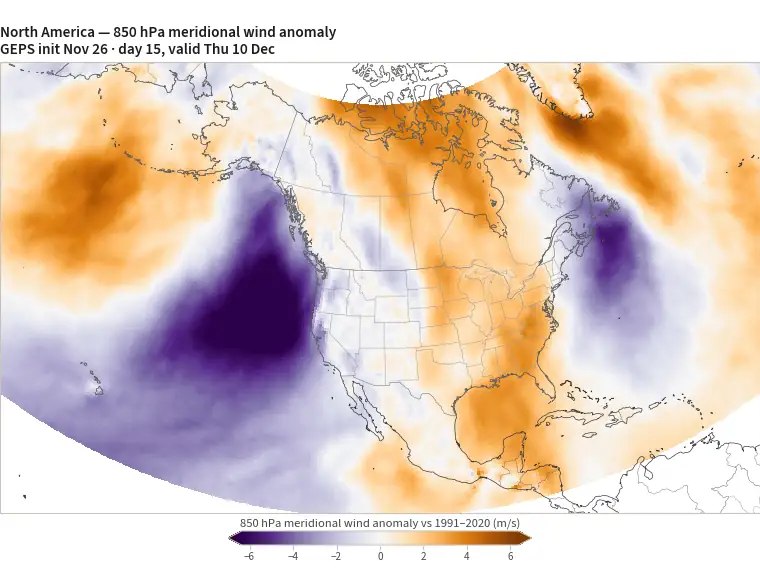 North America — 850 hPa meridional wind anomaly
GEPS init Nov 26 · day 15, valid Thu 10 Dec
850 hPa meridional wind anomaly vs 1991–2020 (m/s)
−6 −4 −2 0 2 4 6